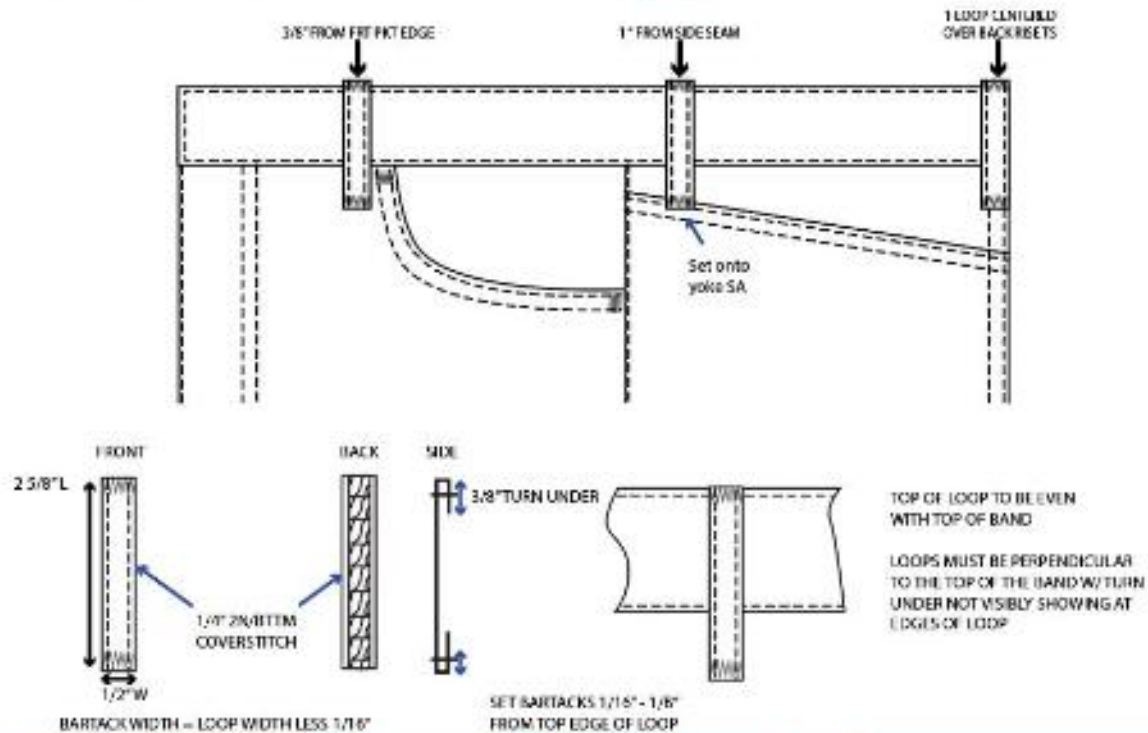 3/8" FROM FRT PKT EDGE
1" FROM SIDE SEAM
1 LOOP CENTERED
OVER BACK RISE TS
Set onto
yoke SA
FRONT
BACK
SIDE
2 5/8" L
3/8" TURN UNDER
1/4" 2N/BTTM
COVERSTITCH
1/2" W
BARTACK WIDTH = LOOP WIDTH LESS 1/16"
SET BARTACKS 1/16" - 1/8"
FROM TOP EDGE OF LOOP
TOP OF LOOP TO BE EVEN
WITH TOP OF BAND
LOOPS MUST BE PERPENDICULAR
TO THE TOP OF THE BAND W/ TURN
UNDER NOT VISIBLY SHOWING AT
EDGES OF LOOP